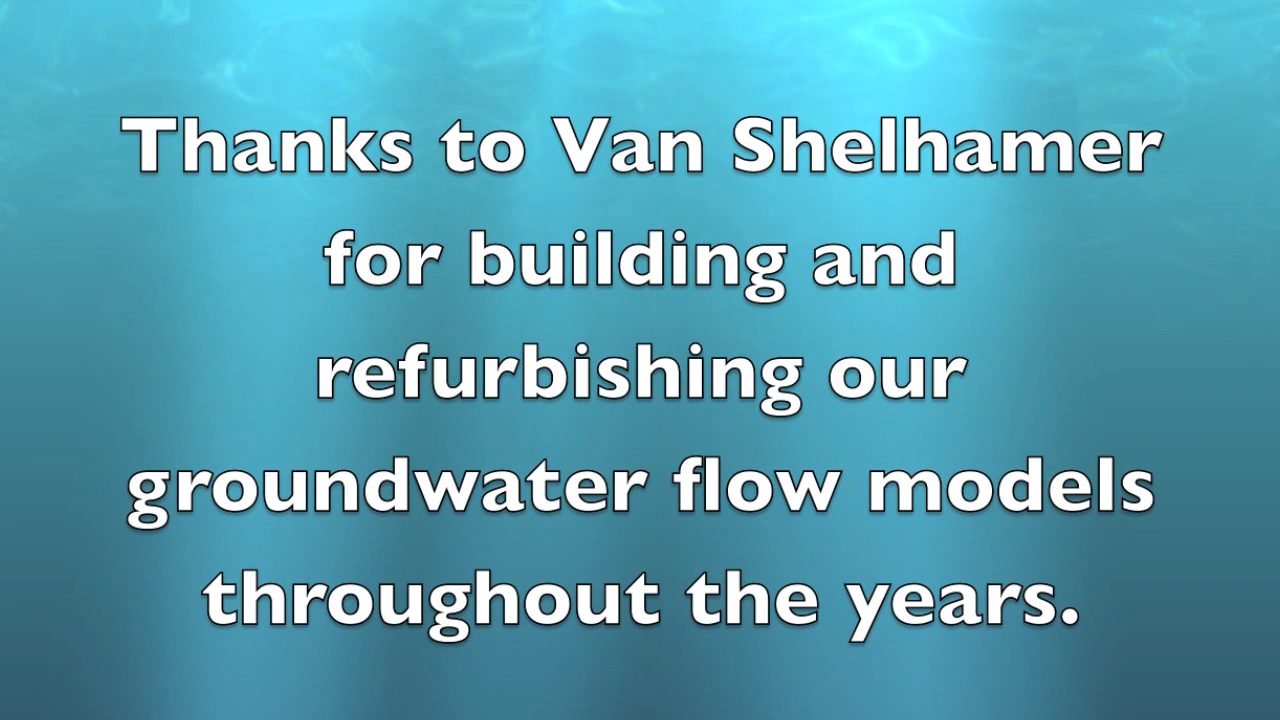 Thanks to Van Shelhamer
for building and
refurbishing our
groundwater flow models
throughout the years.